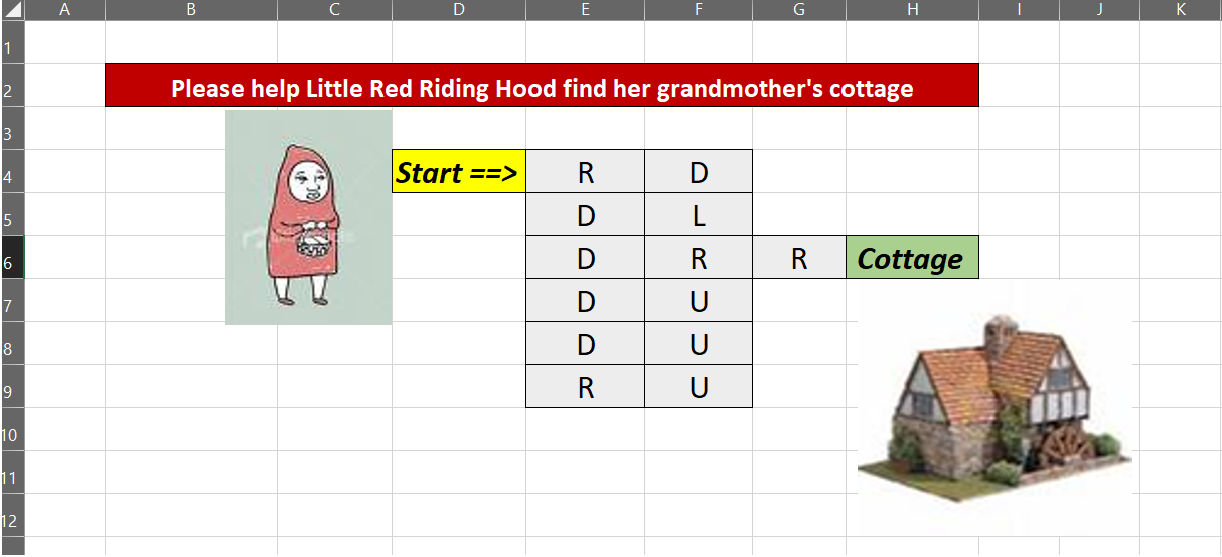 A B C D E F G H I J K
1
2 Please help Little Red Riding Hood find her grandmother's cottage
3
4 Start ==> R D
5 D L
6 D R R Cottage
7 D U
8 D U
9 R U
10
11
12